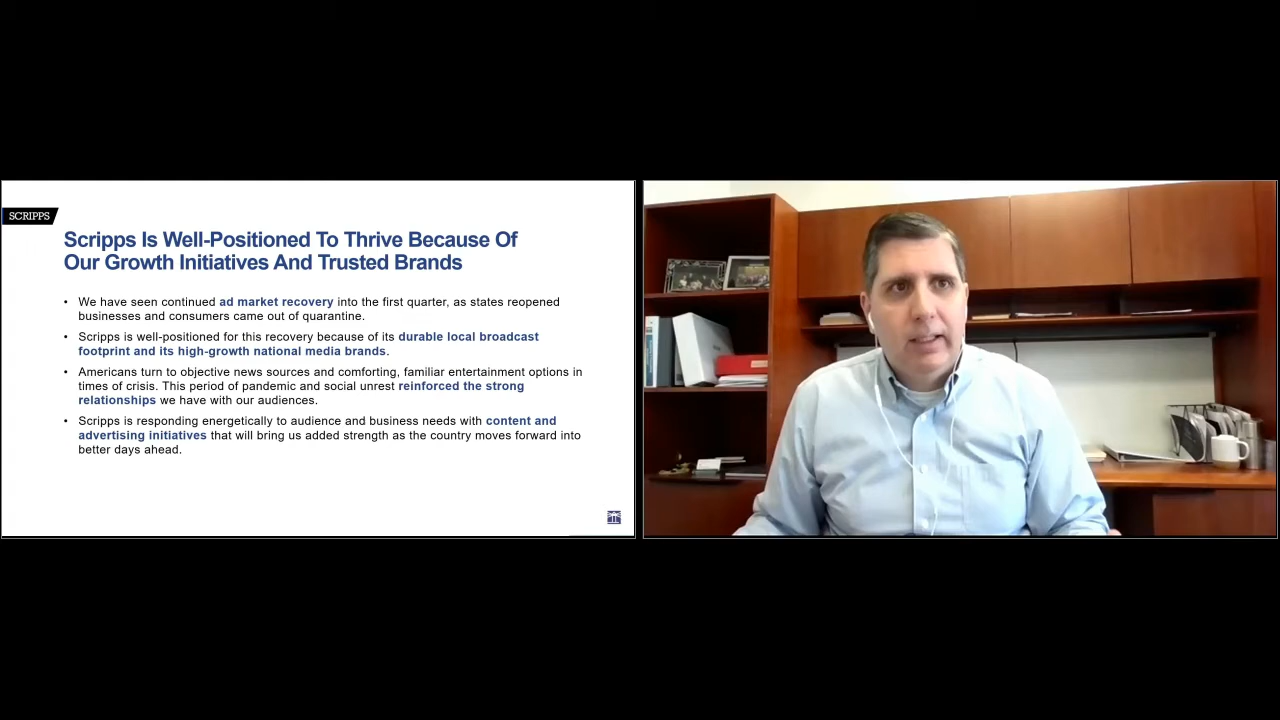 SCRIPPS
Scripps Is Well-Positioned To Thrive Because Of
Our Growth Initiatives And Trusted Brands
• We have seen continued ad market recovery into the first quarter, as states reopened
businesses and consumers came out of quarantine.
• Scripps is well-positioned for this recovery because of its durable local broadcast
footprint and its high-growth national media brands.
• Americans turn to objective news sources and comforting, familiar entertainment options in
times of crisis. This period of pandemic and social unrest reinforced the strong
relationships we have with our audiences.
• Scripps is responding energetically to audience and business needs with content and
advertising initiatives that will bring us added strength as the country moves forward into
better days ahead.